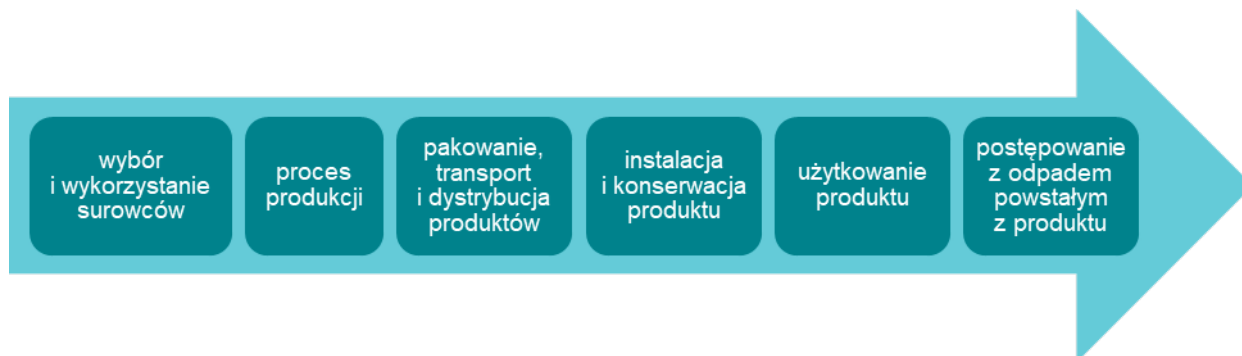 wybór
i wykorzystanie
surowców
proces
produkcji
pakowanie,
transport
i dystrybucja
produktów
instalacja
i konserwacja
produktu
użytkowanie
produktu
postępowanie
z odpadem
powstałym
z produktu